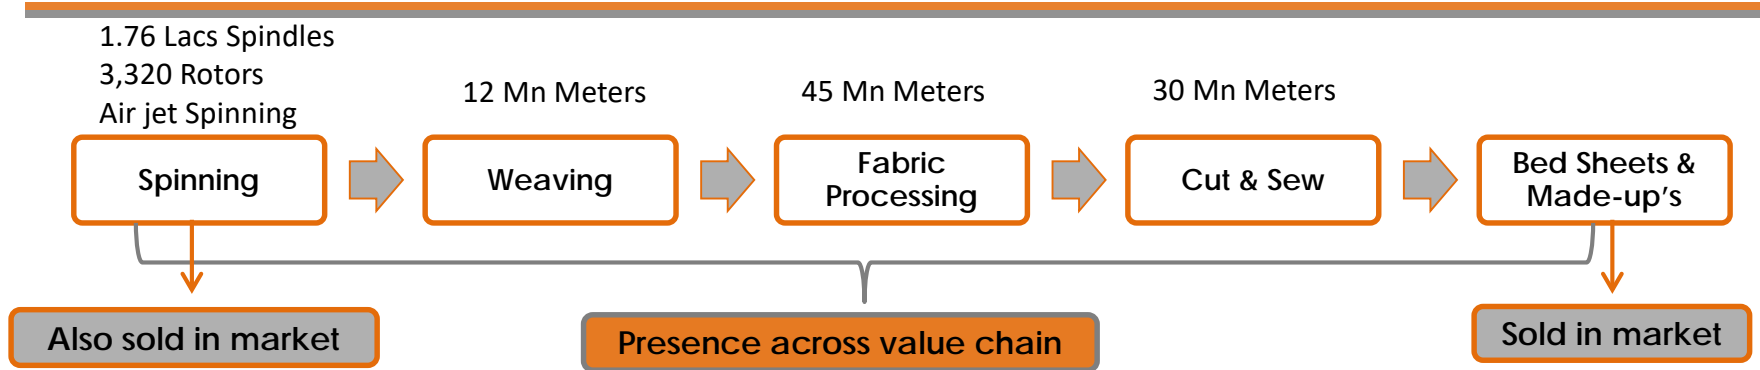 1.76 Lacs Spindles
3,320 Rotors
Air jet Spinning
12 Mn Meters
45 Mn Meters
30 Mn Meters
Spinning
Weaving
Fabric
Processing
Cut & Sew
Bed Sheets &
Made-up's
Also sold in market
Presence across value chain
Sold in market